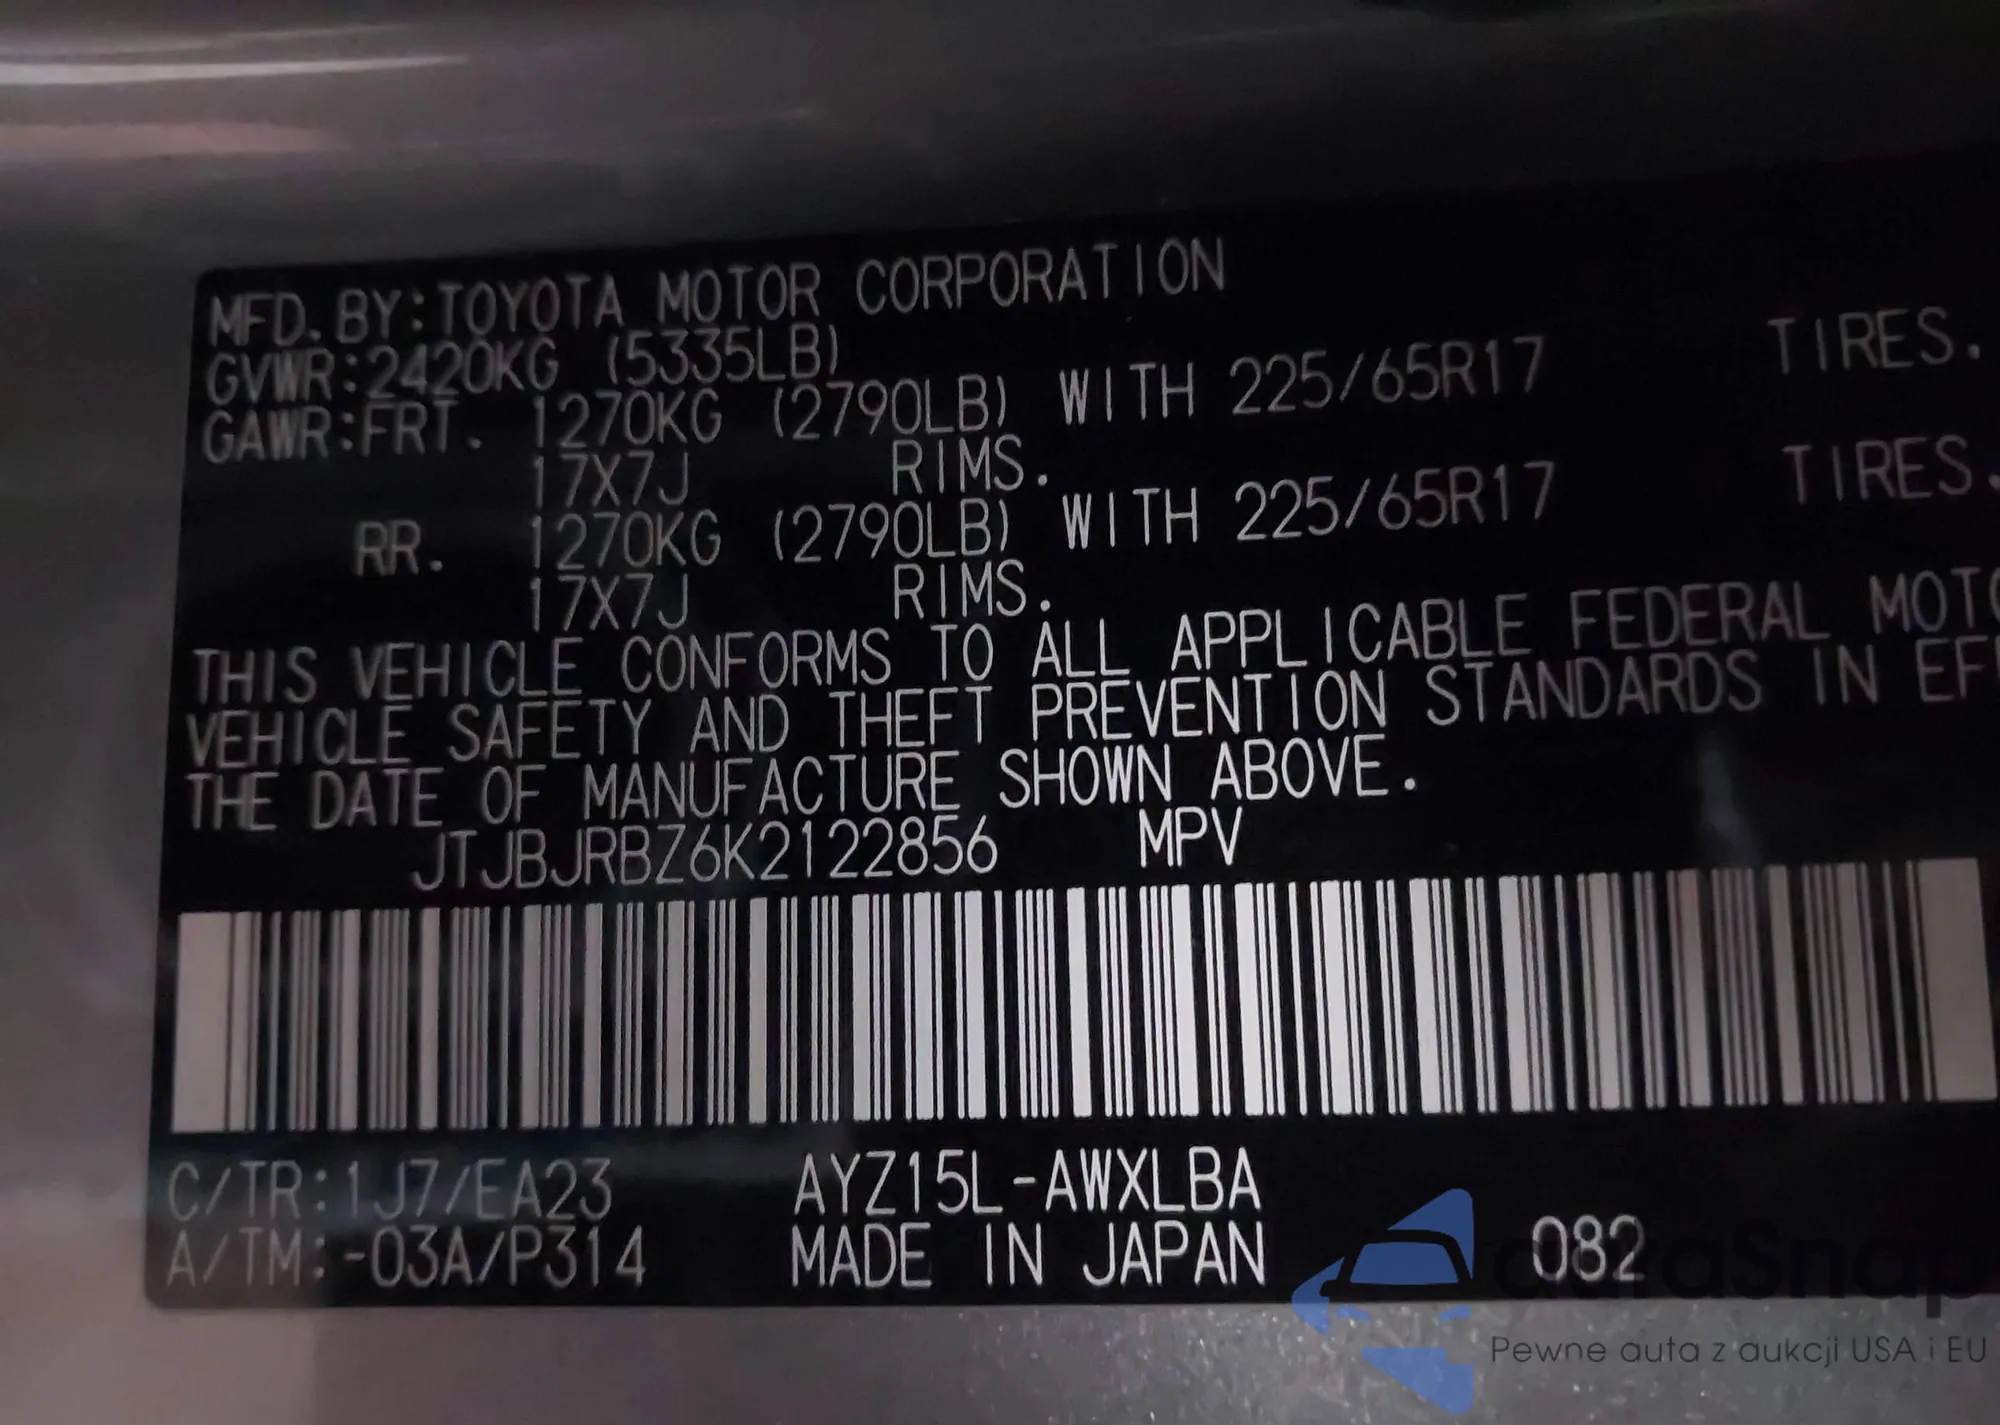 MFD. BY:TOYOTA MOTOR CORPORATION
GVWR:2420KG (5335LB)
GAWR:FRT. 1270KG (2790LB) WITH 225/65R17 TIRES.
17X7J RIMS.
RR. 1270KG (2790LB) WITH 225/65R17 TIRES.
17X7J RIMS.
THIS VEHICLE CONFORMS TO ALL APPLICABLE FEDERAL MOTO
VEHICLE SAFETY AND THEFT PREVENTION STANDARDS IN EF
THE DATE OF MANUFACTURE SHOWN ABOVE.
JTJBJRBZ6K2122856 MPV
C/TR:1J7/EA23 AYZ15L-AWXLBA
A/TM:-03A/P314 MADE IN JAPAN 082
Pewne auta z aukcji USA i EU